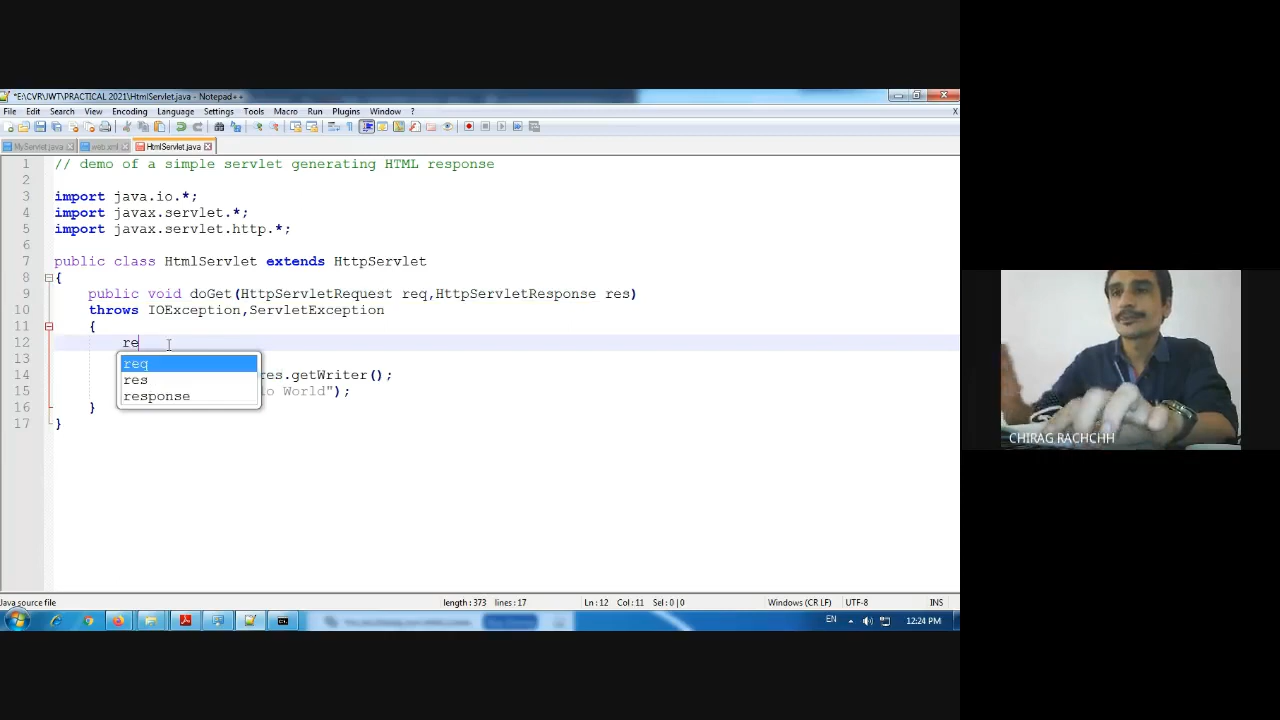 *E:\CVR\JWT\PRACTICAL 2021\HtmlServlet.java - Notepad++
File Edit Search View Encoding Language Settings Tools Macro Run Plugins Window ? X
MyServlet.java web.xml HtmlServlet.java
1 // demo of a simple servlet generating HTML response
2
3 import java.io.*;
4 import javax.servlet.*;
5 import javax.servlet.http.*;
6
7 public class HtmlServlet extends HttpServlet
8 {
9 public void doGet(HttpServletRequest req,HttpServletResponse res)
10 throws IOException,ServletException
11 {
12 re
req
res
response
13
14 res.getWriter();
15 World");
16 }
17 }
CHIRAG RACHCHH
Java source file length : 373 lines : 17 Ln : 12 Col : 11 Sel : 0 | 0 Windows (CR LF) UTF-8 INS
EN 12:24 PM